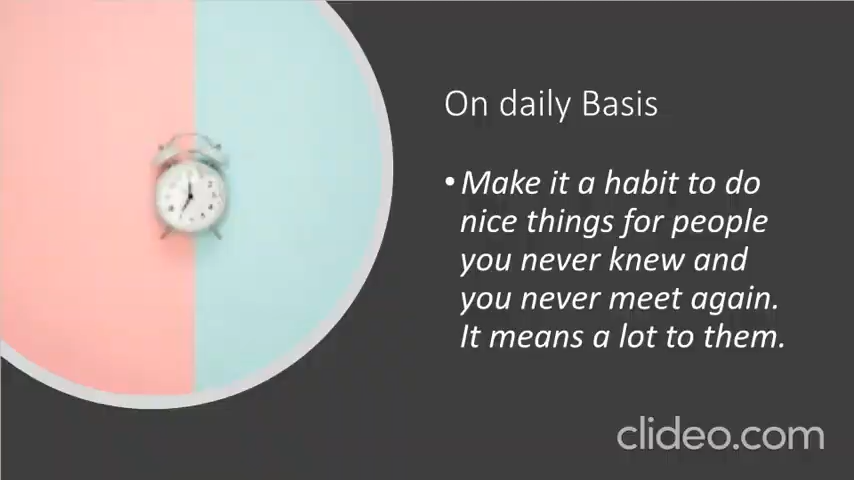 On daily Basis
• Make it a habit to do
nice things for people
you never knew and
you never meet again.
It means a lot to them.
clideo.com